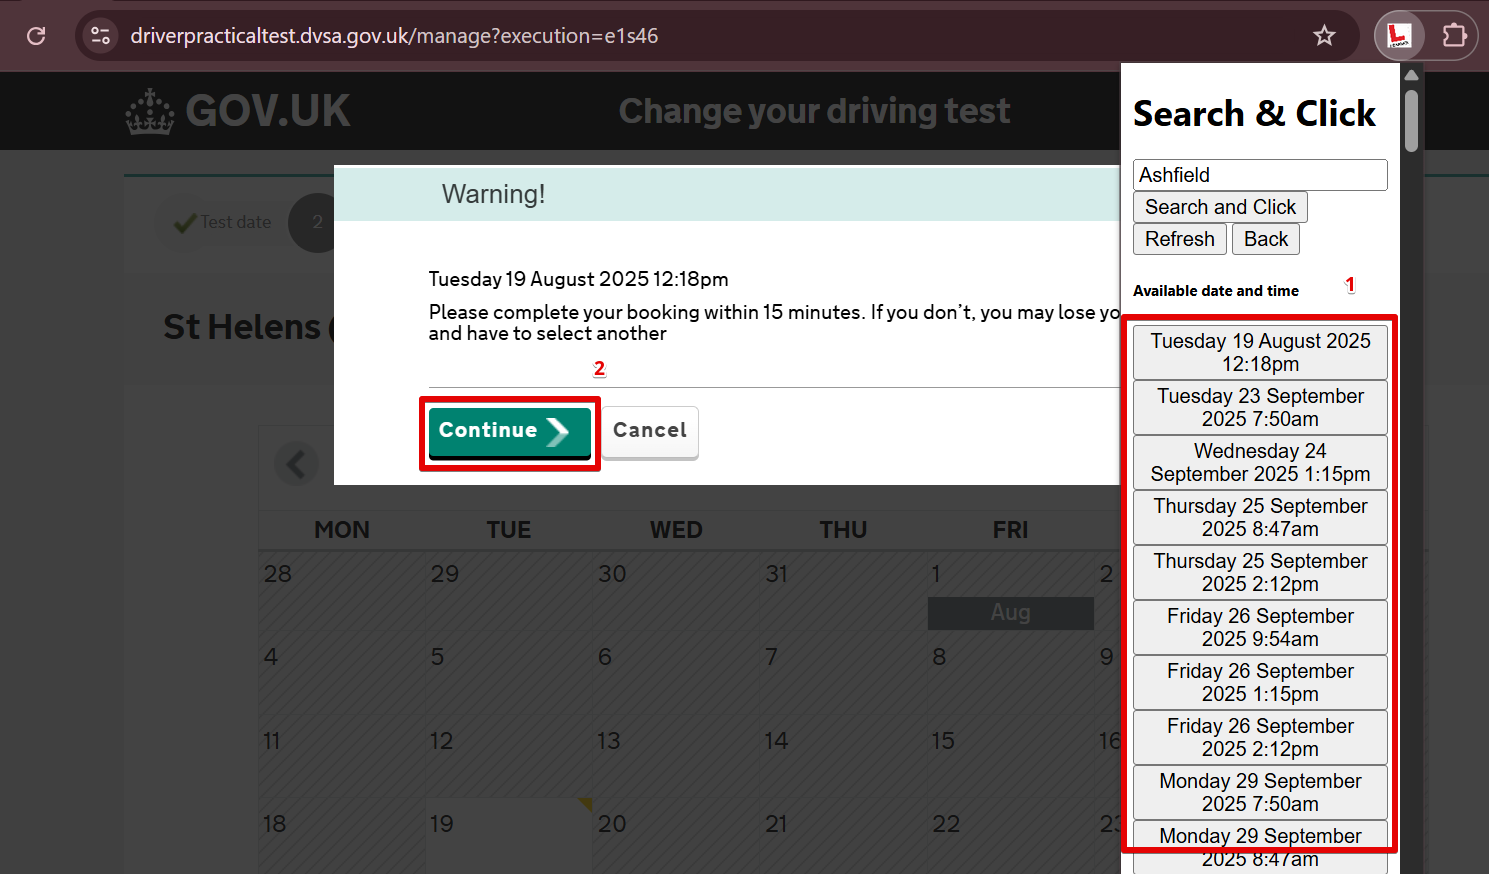 driverpracticaltest.dvsa.gov.uk/manage?execution=e1s46
GOV.UK
Change your driving test
Test date
2
St Helens (
Warning!
Tuesday 19 August 2025 12:18pm
Please complete your booking within 15 minutes. If you don’t, you may lose yo
and have to select another
2
Continue
Cancel
MON TUE WED THU FRI
28 29 30 31 1 2
Aug
4 5 6 7 8 9
11 12 13 14 15 16
18 19 20 21 22 23
L
Search & Click
Ashfield
Search and Click
Refresh Back
Available date and time
1
Tuesday 19 August 2025
12:18pm
Tuesday 23 September
2025 7:50am
Wednesday 24
September 2025 1:15pm
Thursday 25 September
2025 8:47am
Thursday 25 September
2025 2:12pm
Friday 26 September
2025 9:54am
Friday 26 September
2025 1:15pm
Friday 26 September
2025 2:12pm
Monday 29 September
2025 7:50am
Monday 29 September
2025 8:47am